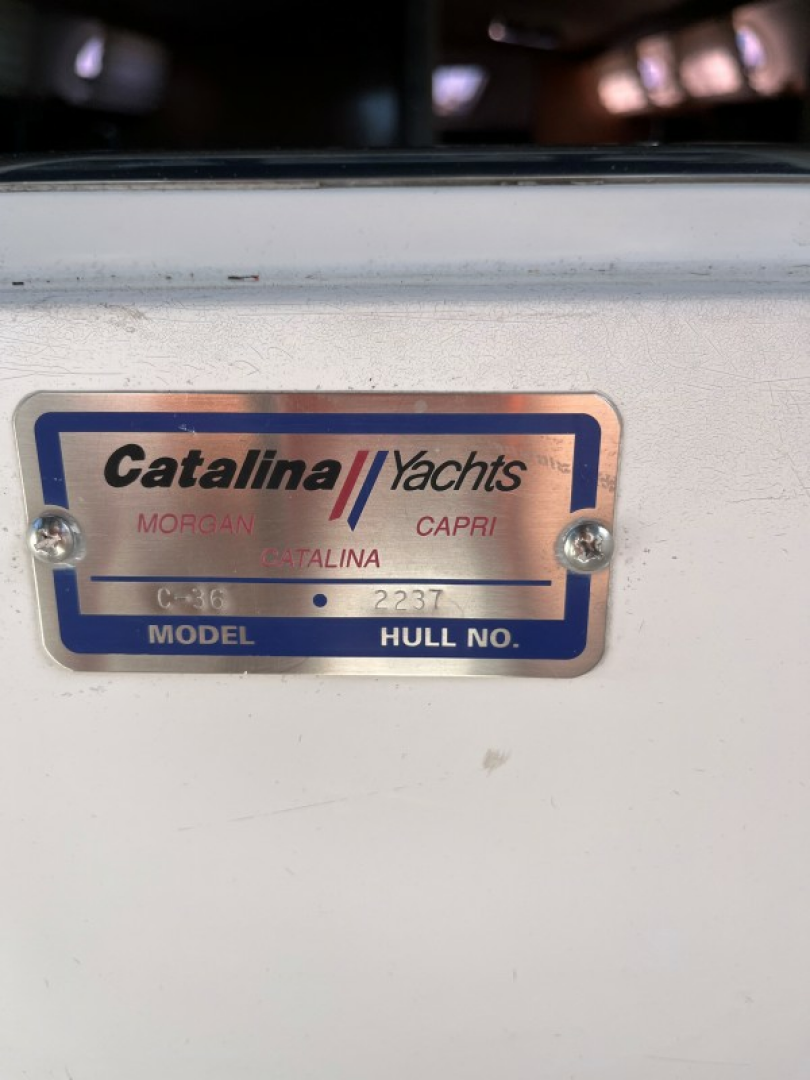 Catalina Yachts
MORGAN CAPRI
CATALINA
C-36 • 2237
MODEL HULL NO.